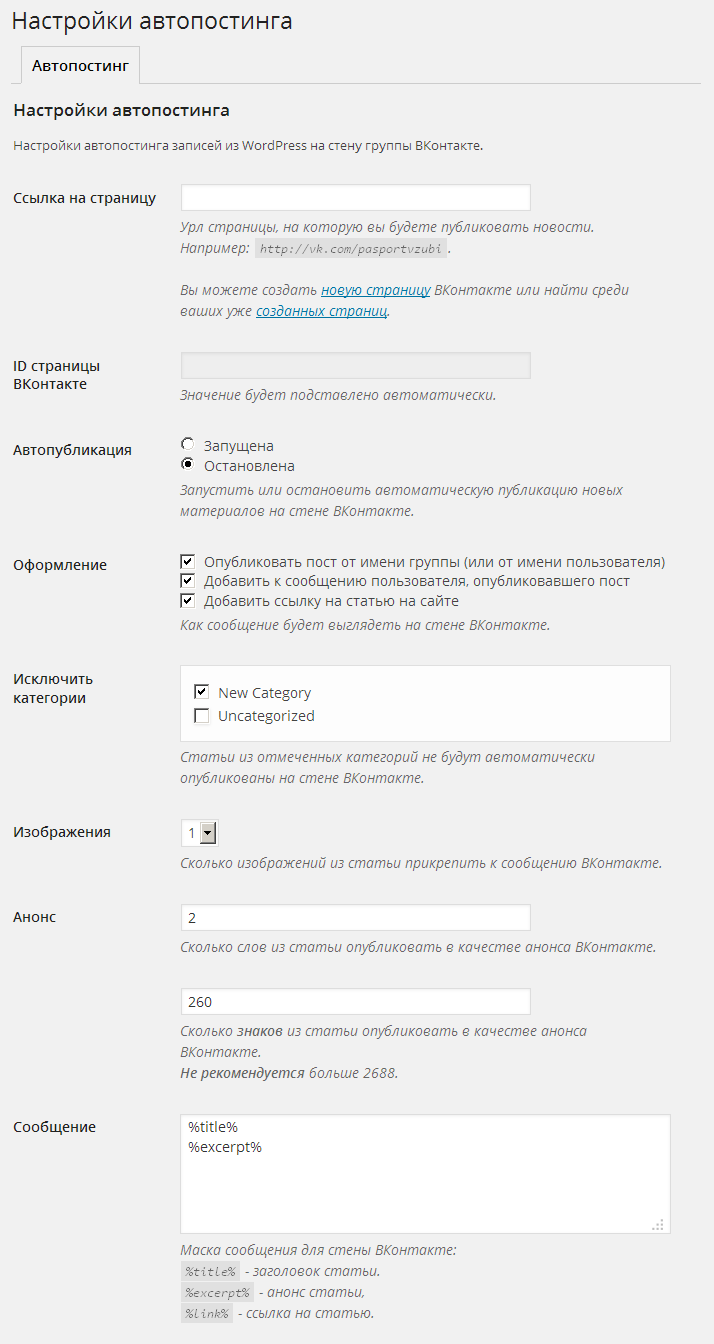 Настройки автопостинга
Автопостинг
Настройки автопостинга
Настройки автопостинга записей из WordPress на стену группы ВКонтакте.
Ссылка на страницу
Урл страницы, на которую вы будете публиковать новости.
Например: http://vk.com/pasportvzubi.
Вы можете создать новую страницу ВКонтакте или найти среди
ваших уже созданных страниц.
ID страницы
ВКонтакте
Значение будет подставлено автоматически.
Автопубликация
Запущена
Остановлена
Запустить или остановить автоматическую публикацию новых
материалов на стене ВКонтакте.
Оформление
Опубликовать пост от имени группы (или от имени пользователя)
Добавить к сообщению пользователя, опубликовавшего пост
Добавить ссылку на статью на сайте
Как сообщение будет выглядеть на стене ВКонтакте.
Исключить
категории
New Category
Uncategorized
Статьи из отмеченных категорий не будут автоматически
опубликованы на стене ВКонтакте.
Изображения
1
Сколько изображений из статьи прикрепить к сообщению ВКонтакте.
Анонс
2
Сколько слов из статьи опубликовать в качестве анонса ВКонтакте.
260
Сколько знаков из статьи опубликовать в качестве анонса
ВКонтакте.
Не рекомендуется больше 2688.
Сообщение
%title%
%excerpt%
Маска сообщения для стены ВКонтакте:
%title% - заголовок статьи.
%excerpt% - анонс статьи,
%link% - ссылка на статью.